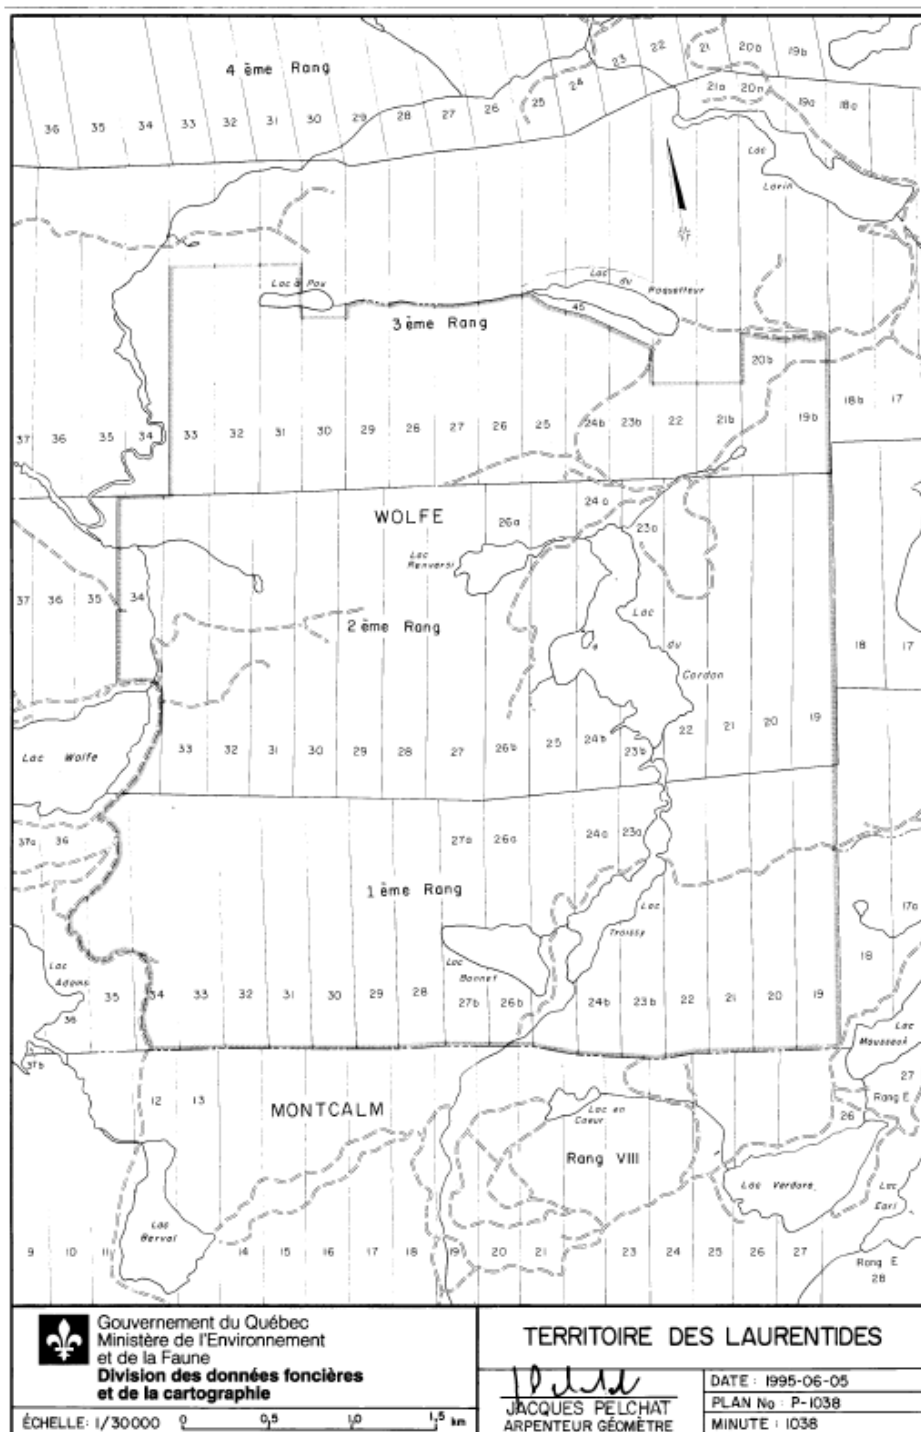 4 ème Rang
23 22 21 20b 19b
36 35 34 33 32 31 30 29 28 27 26 25 24 21a 20a 19a 18a
Lac
Lac à Pou
Lac
du
3 ème Rang
45
20b
18b 17
37 36 35 34 33 32 31 30 29 28 27 26 25 24b 23b 22 21b 19b
WOLFE
26a
24a
23a
Lac
37 36 35 34
2 ème Rang
Lac
du
Cordon
18 17
Lac Wolfe
33 32 31 30 29 28 27 26b 25 24b 23b 22 21 20 19
37a 36
27a 26a 24a 23a
1 ème Rang
17a
18
Lac
Troissy
Lac
Adams
Lac
Bonnet
36
35 34 33 32 31 30 29 28 27b 26b 24b 23b 22 21 20 19
Lac
37b
27
Rang E
12 13
MONTCALM
Lac en
Coeur
26
Rang VIII
Lac
Lac
9 10 11 14 15 16 17 18 19 20 21 23 24 25 26 27
Rang E
28
Gouvernement du Québec
Ministère de l'Environnement
et de la Faune
Division des données foncières
et de la cartographie
ÉCHELLE: 1/30000 0 0,5 1,0 1,5 km
TERRITOIRE DES LAURENTIDES
JACQUES PELCHAT
ARPENTEUR GÉOMÈTRE
DATE : 1995-06-05
PLAN No : P-1038
MINUTE : 1038